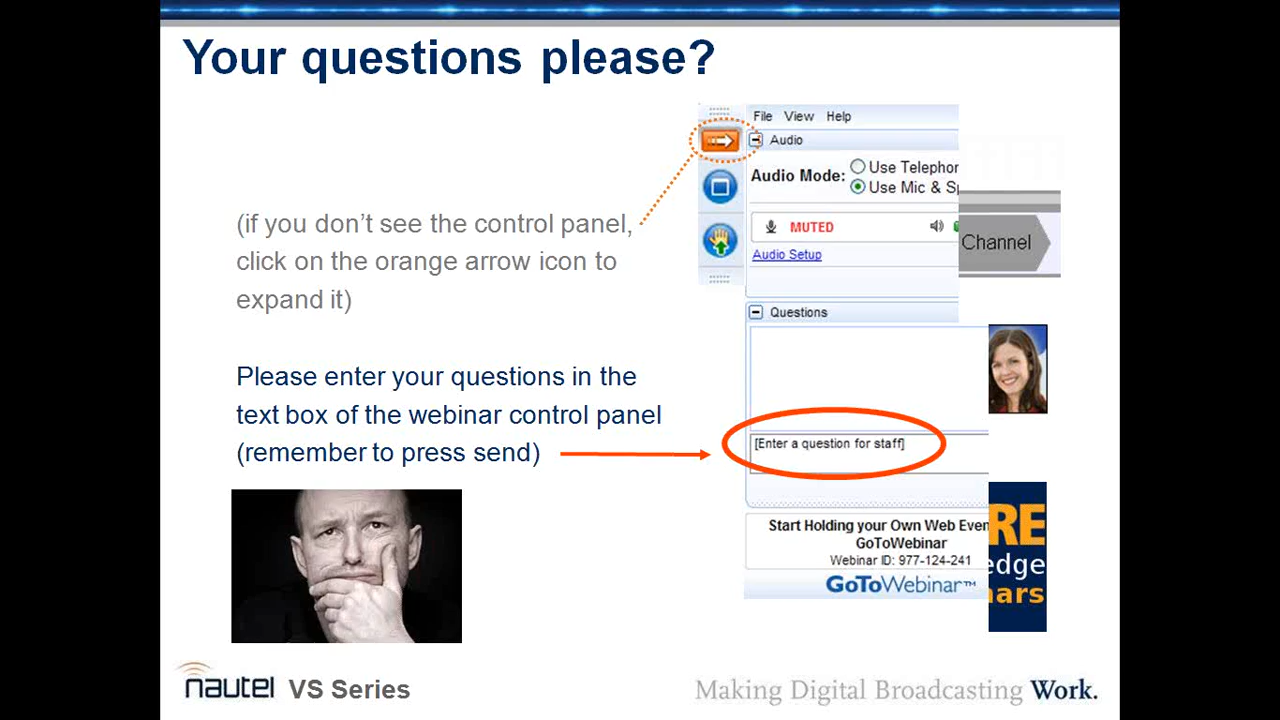 Your questions please?
File View Help
Audio
Audio Mode:
Use Telephon
Use Mic & Sp
MUTED
Audio Setup
Channel
(if you don't see the control panel,
click on the orange arrow icon to
expand it)
Questions
Please enter your questions in the
text box of the webinar control panel
(remember to press send)
[Enter a question for staff]
Start Holding your Own Web Even
GoToWebinar
Webinar ID: 977-124-241
GoToWebinar™
RE
edge
nars
nautel VS Series
Making Digital Broadcasting Work.